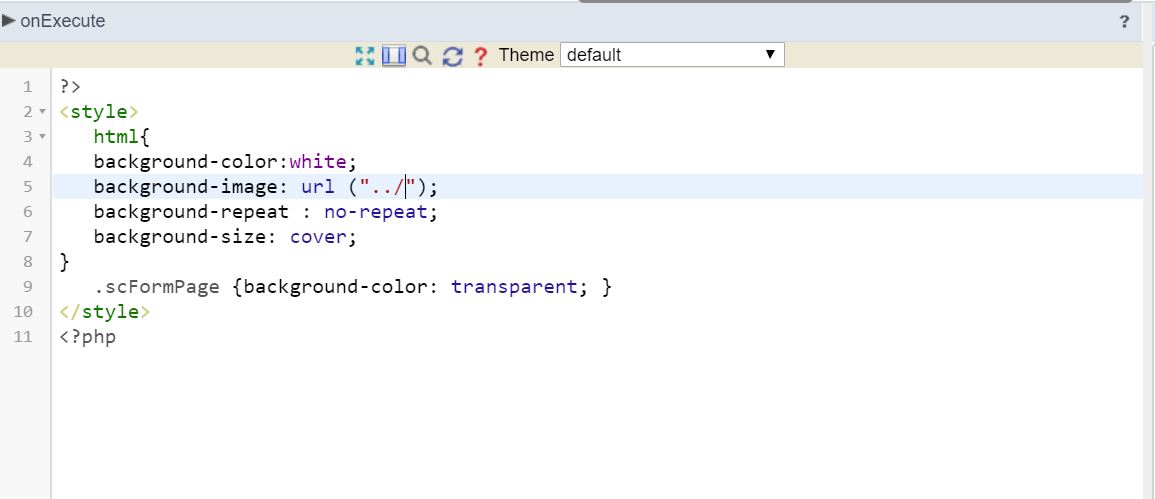 onExecute ?
? Theme default
1 ?>
2 <style>
3 html{
4 background-color:white;
5 background-image: url ("../");
6 background-repeat : no-repeat;
7 background-size: cover;
8 }
9 .scFormPage {background-color: transparent; }
10 </style>
11 <?php